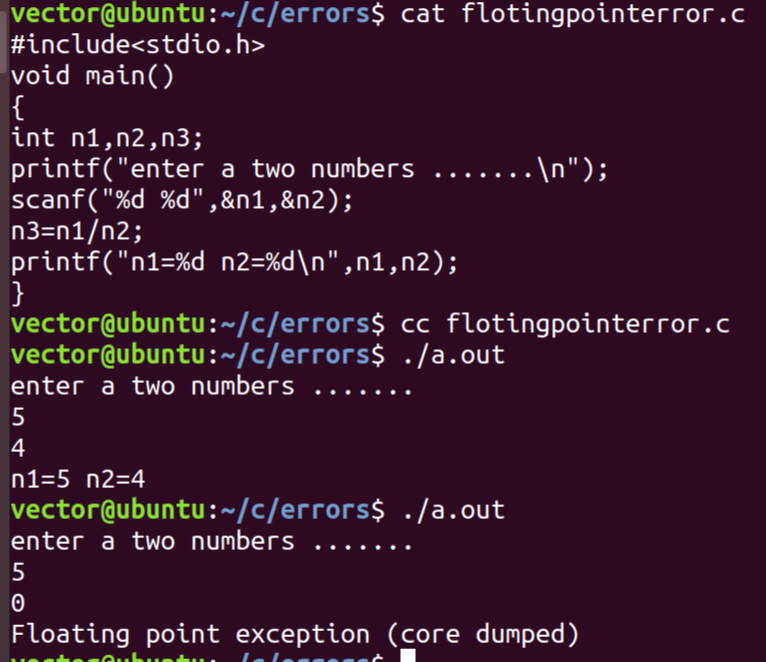 vector@ubuntu:~/c/errors$ cat flotingpointerror.c
#include<stdio.h>
void main()
{
int n1,n2,n3;
printf("enter a two numbers .......\n");
scanf("%d %d",&n1,&n2);
n3=n1/n2;
printf("n1=%d n2=%d\n",n1,n2);
}
vector@ubuntu:~/c/errors$ cc flotingpointerror.c
vector@ubuntu:~/c/errors$ ./a.out
enter a two numbers .......
5
4
n1=5 n2=4
vector@ubuntu:~/c/errors$ ./a.out
enter a two numbers .......
5
0
Floating point exception (core dumped)
vector@ubuntu:~/c/errors$